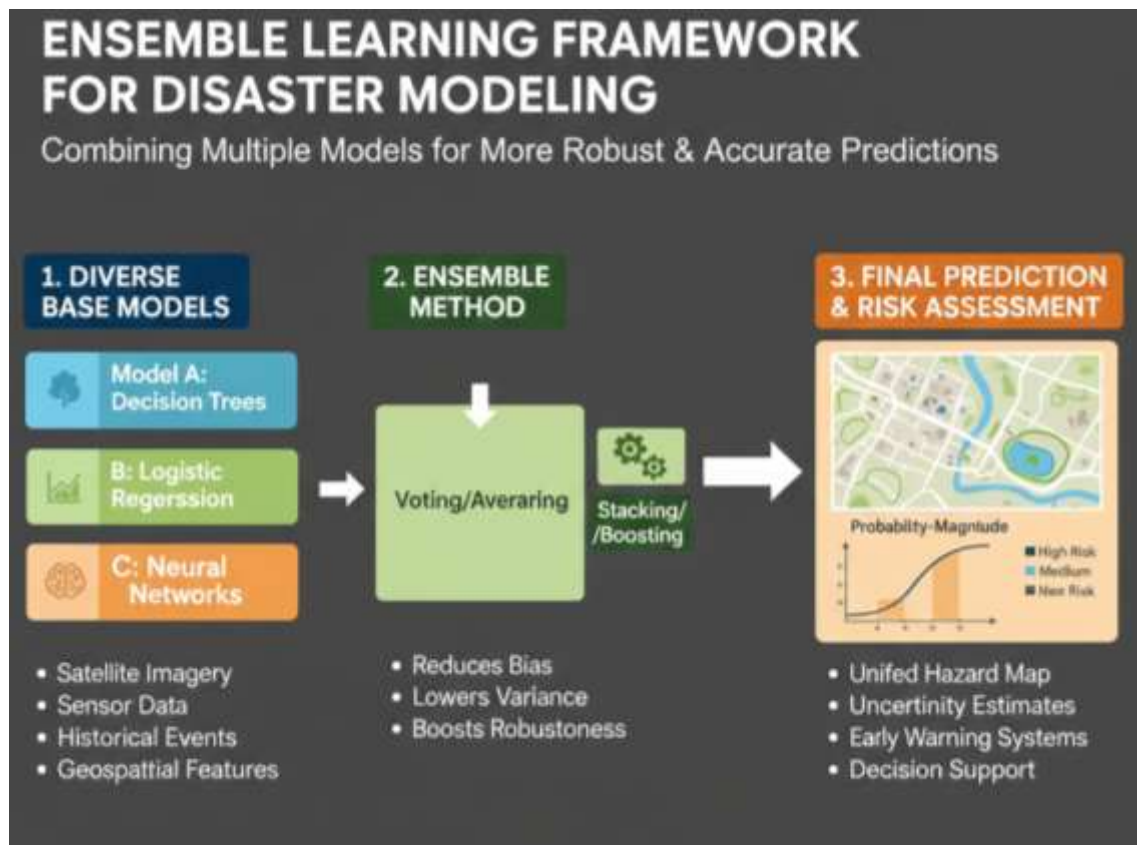 ENSEMBLE LEARNING FRAMEWORK
FOR DISASTER MODELING
Combining Multiple Models for More Robust & Accurate Predictions
1. DIVERSE
BASE MODELS
Model A:
Decision Trees
B: Logistic
Regerssion
C: Neural
Networks
• Satellite Imagery
• Sensor Data
• Historical Events
• Geospattial Features
2. ENSEMBLE
METHOD
Voting/Averaring
Stacking/
/Boosting
• Reduces Bias
• Lowers Variance
• Boosts Robustoness
3. FINAL PREDICTION
& RISK ASSESSMENT
Probability-Magnitude
High Risk
Medium
Risk
• Unifed Hazard Map
• Uncertinity Estimates
• Early Warning Systems
• Decision Support